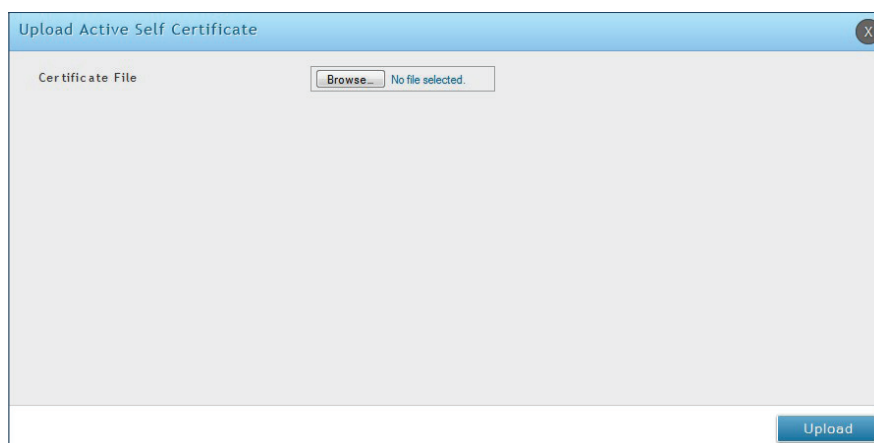 Upload Active Self Certificate
X
Certificate File
Browse... No file selected.
Upload